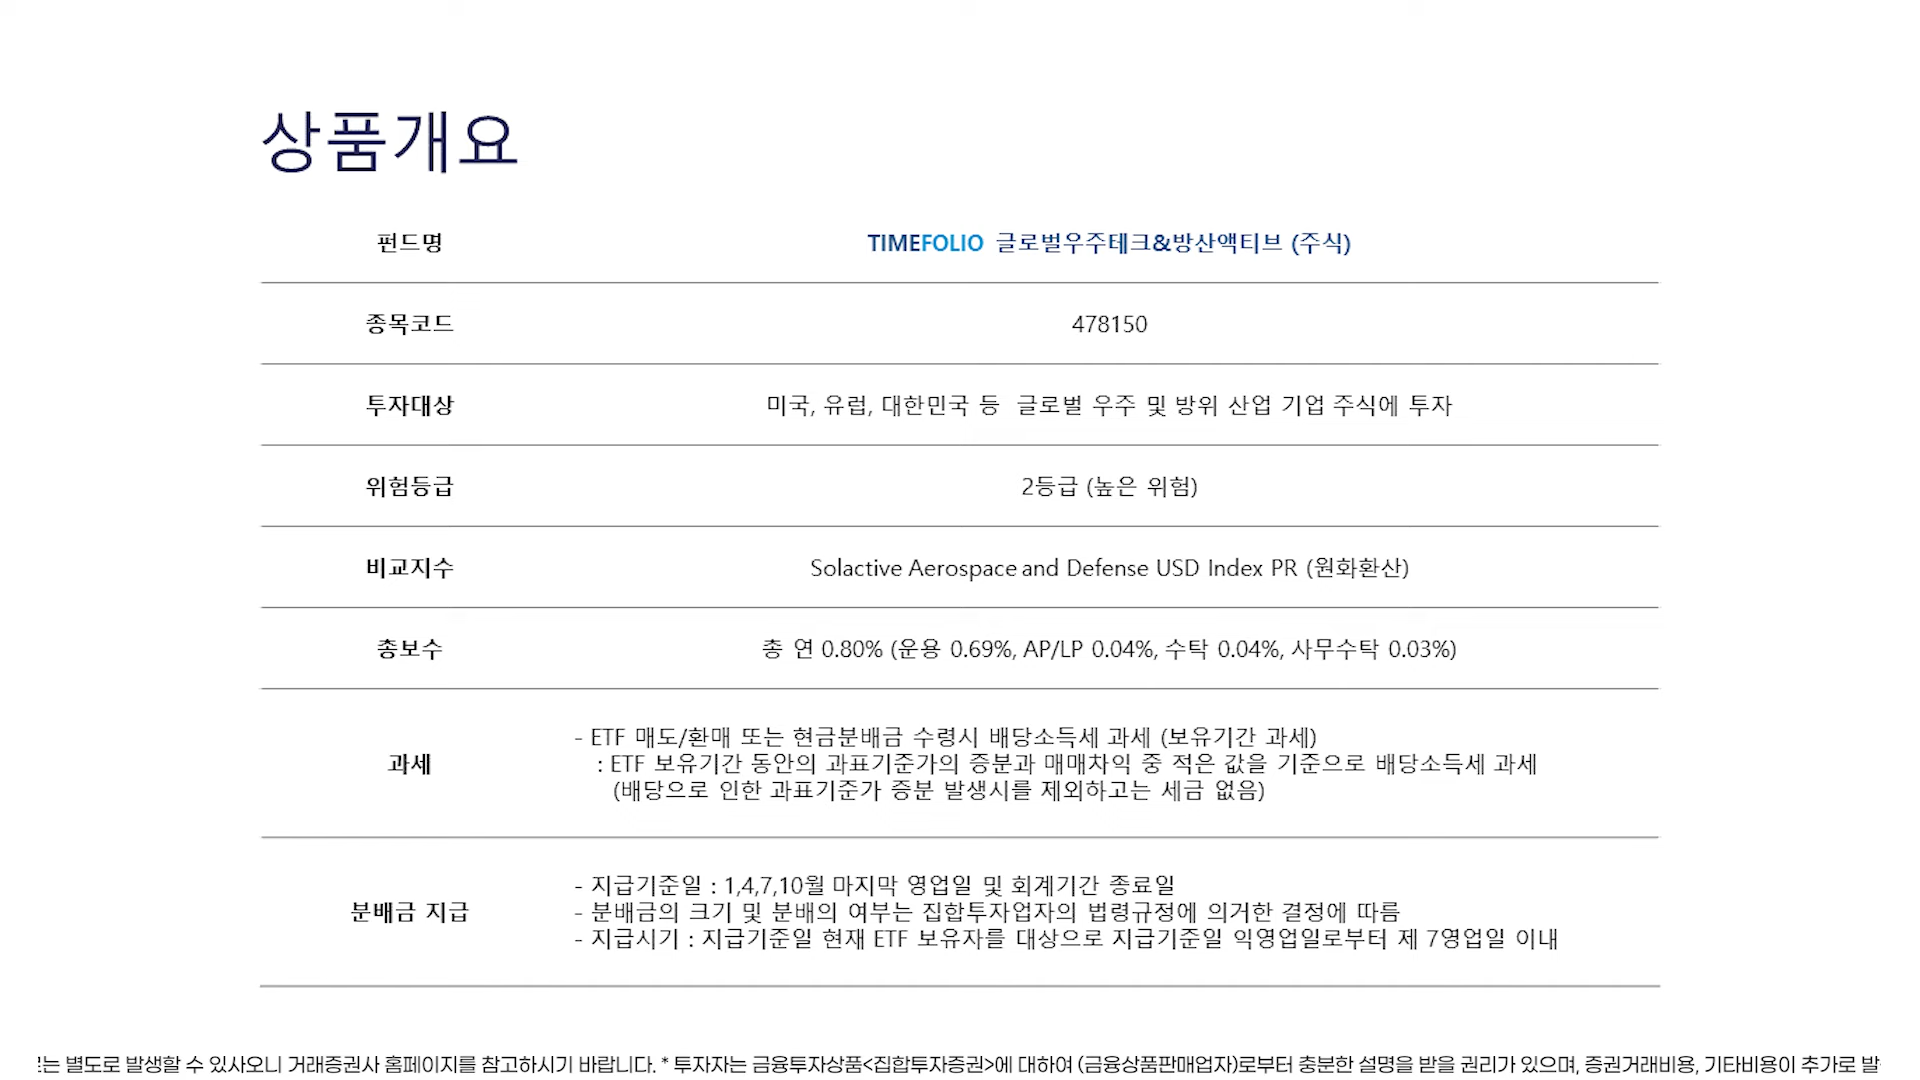 상품개요
펀드명 TIMEFOLIO 글로벌우주테크&방산액티브 (주식)
종목코드 478150
투자대상 미국, 유럽, 대한민국 등 글로벌 우주 및 방위 산업 기업 주식에 투자
위험등급 2등급 (높은 위험)
비교지수 Solactive Aerospace and Defense USD Index PR (원화환산)
총보수 총 연 0.80% (운용 0.69%, AP/LP 0.04%, 수탁 0.04%, 사무수탁 0.03%)
과세
- ETF 매도/환매 또는 현금분배금 수령시 배당소득세 과세 (보유기간 과세)
: ETF 보유기간 동안의 과표기준가의 증분과 매매차익 중 적은 값을 기준으로 배당소득세 과세
(배당으로 인한 과표기준가 증분 발생시를 제외하고는 세금 없음)
분배금 지급
- 지급기준일 : 1,4,7,10월 마지막 영업일 및 회계기간 종료일
- 분배금의 크기 및 분배의 여부는 집합투자업자의 법령규정에 의거한 결정에 따름
- 지급시기 : 지급기준일 현재 ETF 보유자를 대상으로 지급기준일 익영업일로부터 제 7영업일 이내
는 별도로 발생할 수 있사오니 거래증권사 홈페이지를 참고하시기 바랍니다. * 투자자는 금융투자상품<집합투자증권>에 대하여 (금융상품판매업자)로부터 충분한 설명을 받을 권리가 있으며, 증권거래비용, 기타비용이 추가로 발